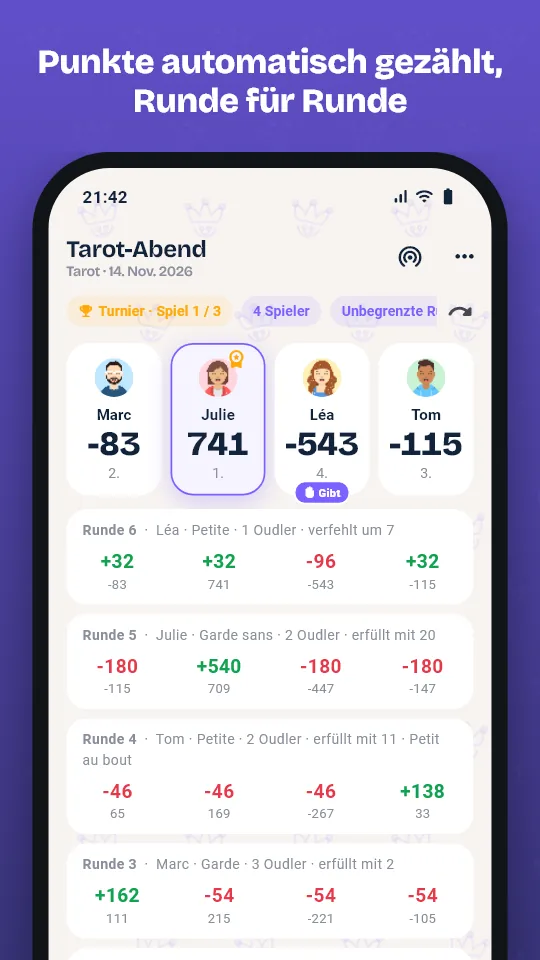 Punkte automatisch gezählt,
Runde für Runde
21:42
Tarot-Abend
Tarot · 14. Nov. 2026
Turnier · Spiel 1 / 3
4 Spieler
Unbegrenzte
Marc
Julie
Léa
Tom
-83
741
-543
-115
2.
1.
4.
3.
Gibt
Runde 6 · Léa · Petite · 1 Oudler · verfehlt um 7
+32 +32 -96 +32
-83 741 -543 -115
Runde 5 · Julie · Garde sans · 2 Oudler · erfüllt mit 20
-180 +540 -180 -180
-115 709 -447 -147
Runde 4 · Tom · Petite · 2 Oudler · erfüllt mit 11 · Petit
au bout
-46 -46 -46 +138
65 169 -267 33
Runde 3 · Marc · Garde · 3 Oudler · erfüllt mit 2
+162 -54 -54 -54
111 215 -221 -105